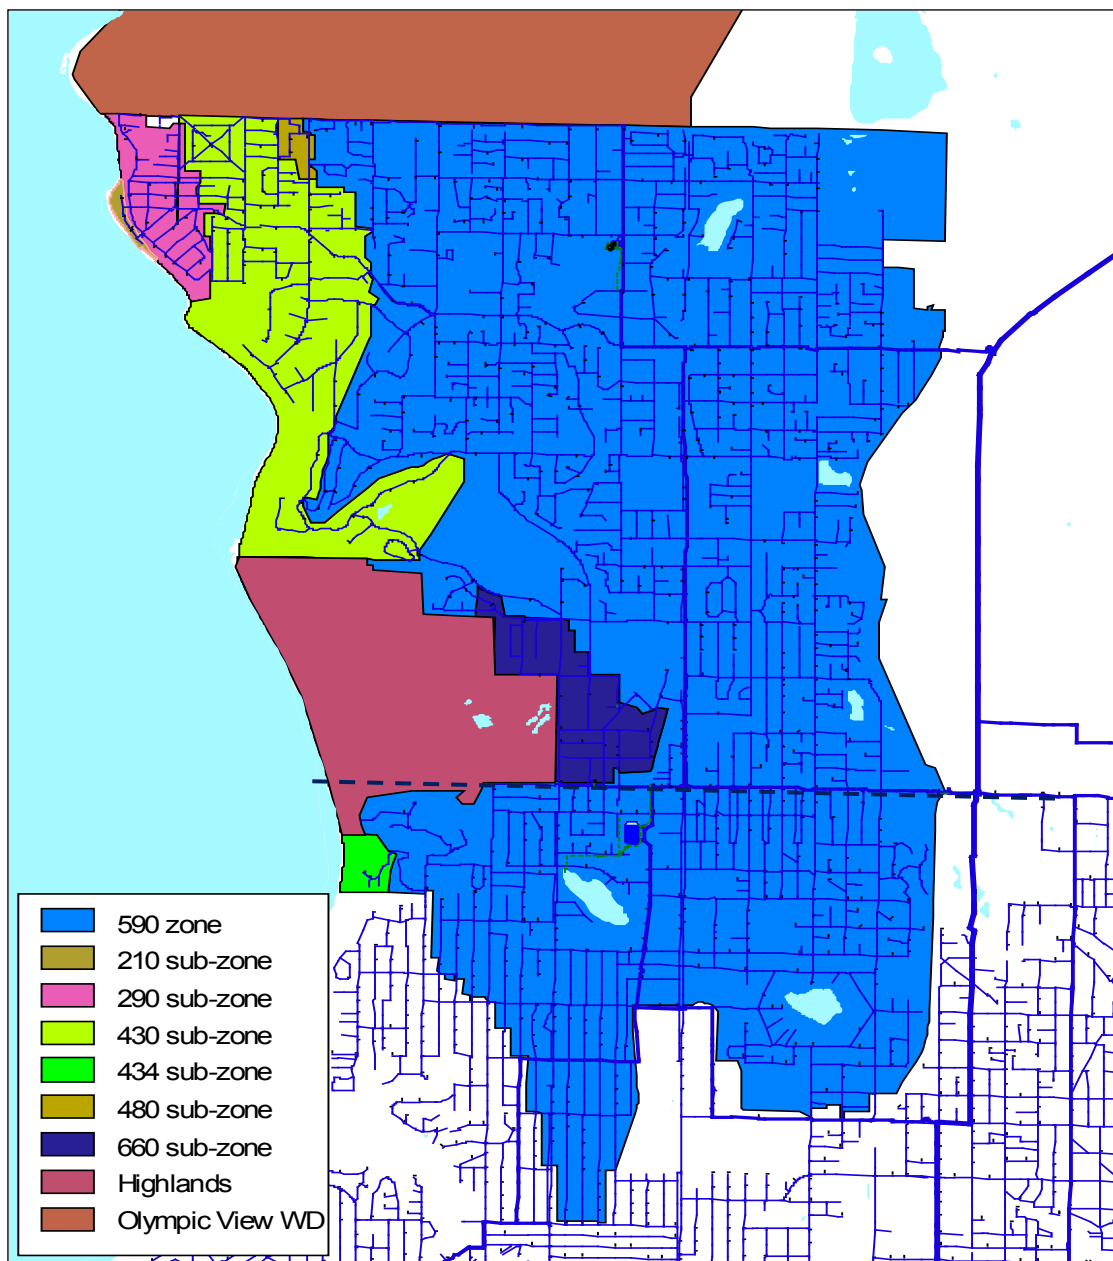 590 zone
210 sub-zone
290 sub-zone
430 sub-zone
434 sub-zone
480 sub-zone
660 sub-zone
Highlands
Olympic View WD